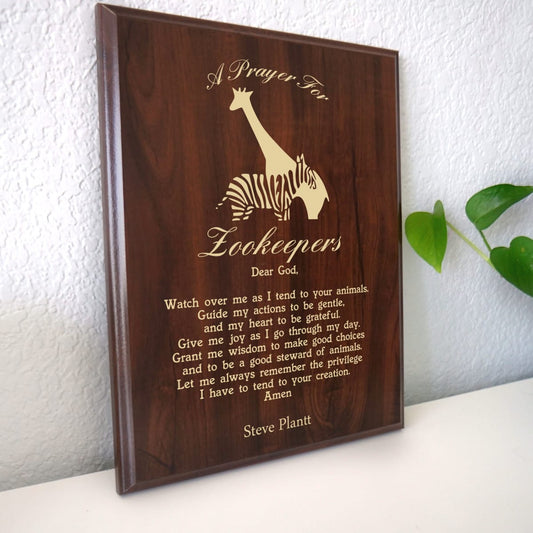 A Prayer For
Zookeepers
Dear God,
Watch over me as I tend to your animals.
Guide my actions to be gentle,
and my heart to be grateful.
Give me joy as I go through my day.
Grant me wisdom to make good choices
and to be a good steward of animals.
Let me always remember the privilege
I have to tend to your creation.
Amen
Steve Plantt